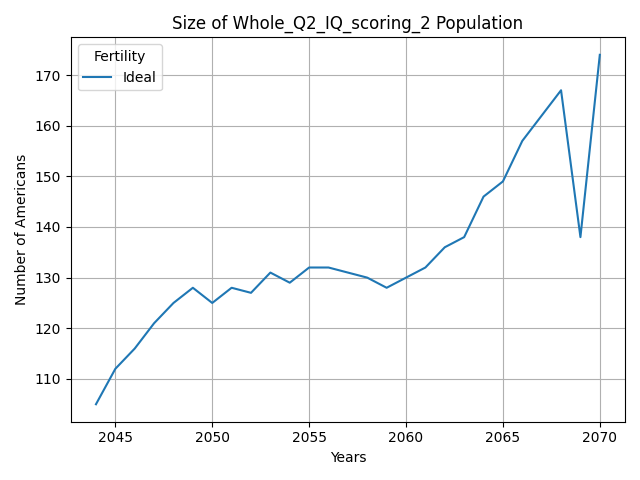 Size of Whole_Q2_IQ_scoring_2 Population
Fertility
Ideal
Number of Americans
170
160
150
140
130
120
110
2045 2050 2055 2060 2065 2070
Years